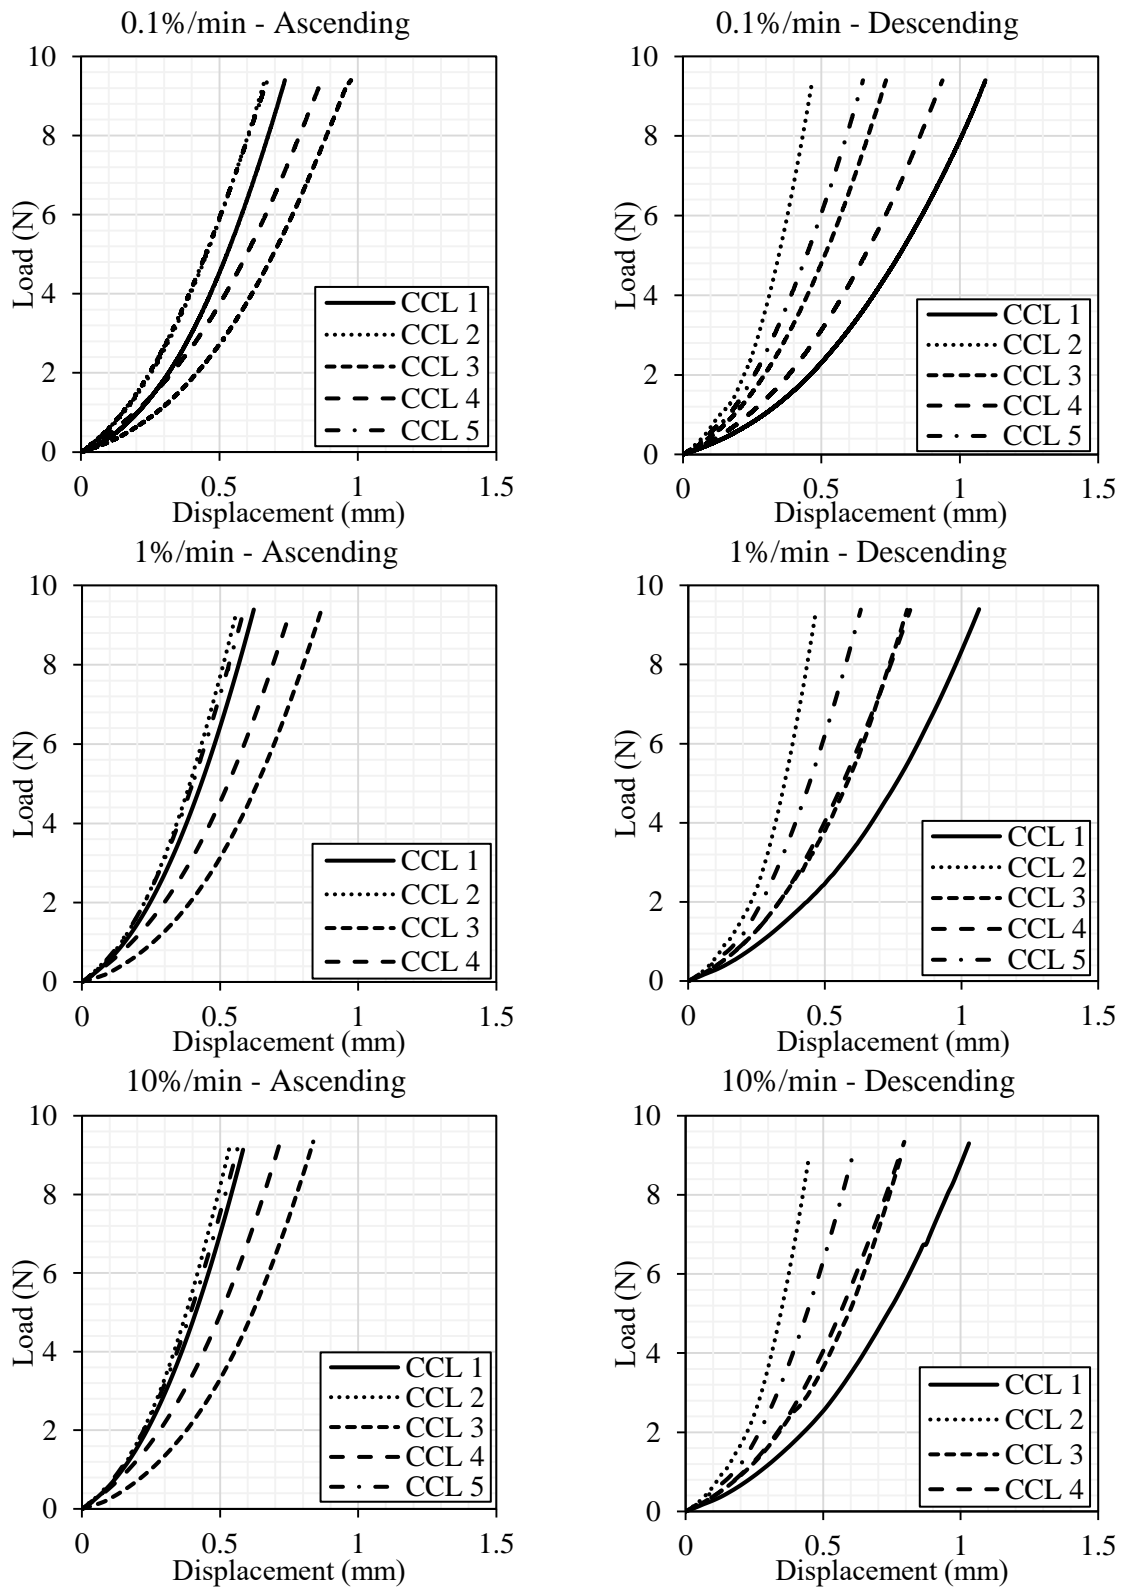 0.1%/min - Ascending
10
8
6
4
2
0
Load (N)
CCL 1
CCL 2
CCL 3
CCL 4
CCL 5
0 0.5 1 1.5
Displacement (mm)
0.1%/min - Descending
10
8
6
4
2
0
Load (N)
CCL 1
CCL 2
CCL 3
CCL 4
CCL 5
0 0.5 1 1.5
Displacement (mm)
1%/min - Ascending
10
8
6
4
2
0
Load (N)
CCL 1
CCL 2
CCL 3
CCL 4
0 0.5 1 1.5
Displacement (mm)
1%/min - Descending
10
8
6
4
2
0
Load (N)
CCL 1
CCL 2
CCL 3
CCL 4
CCL 5
0 0.5 1 1.5
Displacement (mm)
10%/min - Ascending
10
8
6
4
2
0
Load (N)
CCL 1
CCL 2
CCL 3
CCL 4
CCL 5
0 0.5 1 1.5
Displacement (mm)
10%/min - Descending
10
8
6
4
2
0
Load (N)
CCL 1
CCL 2
CCL 3
CCL 4
0 0.5 1 1.5
Displacement (mm)